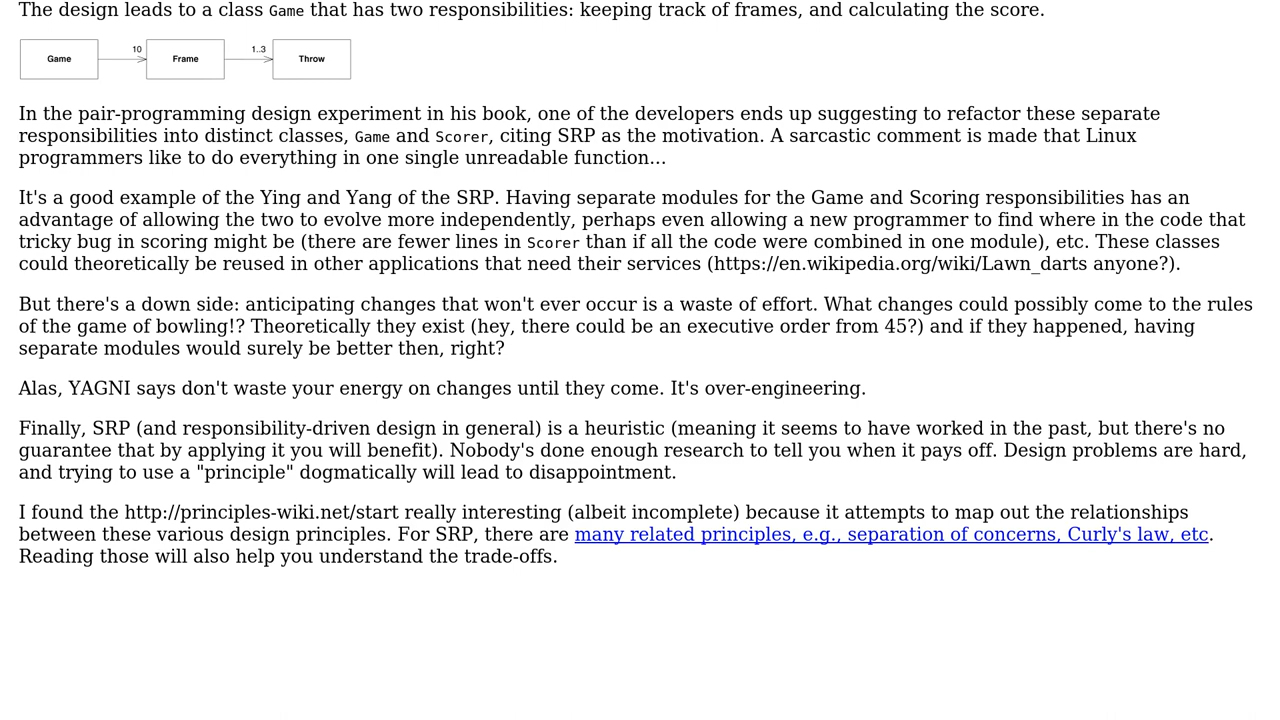 The design leads to a class Game that has two responsibilities: keeping track of frames, and calculating the score.
Game 10 Frame 1..3 Throw
In the pair-programming design experiment in his book, one of the developers ends up suggesting to refactor these separate
responsibilities into distinct classes, Game and Scorer, citing SRP as the motivation. A sarcastic comment is made that Linux
programmers like to do everything in one single unreadable function...
It's a good example of the Ying and Yang of the SRP. Having separate modules for the Game and Scoring responsibilities has an
advantage of allowing the two to evolve more independently, perhaps even allowing a new programmer to find where in the code that
tricky bug in scoring might be (there are fewer lines in Scorer than if all the code were combined in one module), etc. These classes
could theoretically be reused in other applications that need their services (https://en.wikipedia.org/wiki/Lawn_darts anyone?).
But there's a down side: anticipating changes that won't ever occur is a waste of effort. What changes could possibly come to the rules
of the game of bowling!? Theoretically they exist (hey, there could be an executive order from 45?) and if they happened, having
separate modules would surely be better then, right?
Alas, YAGNI says don't waste your energy on changes until they come. It's over-engineering.
Finally, SRP (and responsibility-driven design in general) is a heuristic (meaning it seems to have worked in the past, but there's no
guarantee that by applying it you will benefit). Nobody's done enough research to tell you when it pays off. Design problems are hard,
and trying to use a "principle" dogmatically will lead to disappointment.
I found the http://principles-wiki.net/start really interesting (albeit incomplete) because it attempts to map out the relationships
between these various design principles. For SRP, there are many related principles, e.g., separation of concerns, Curly's law, etc.
Reading those will also help you understand the trade-offs.